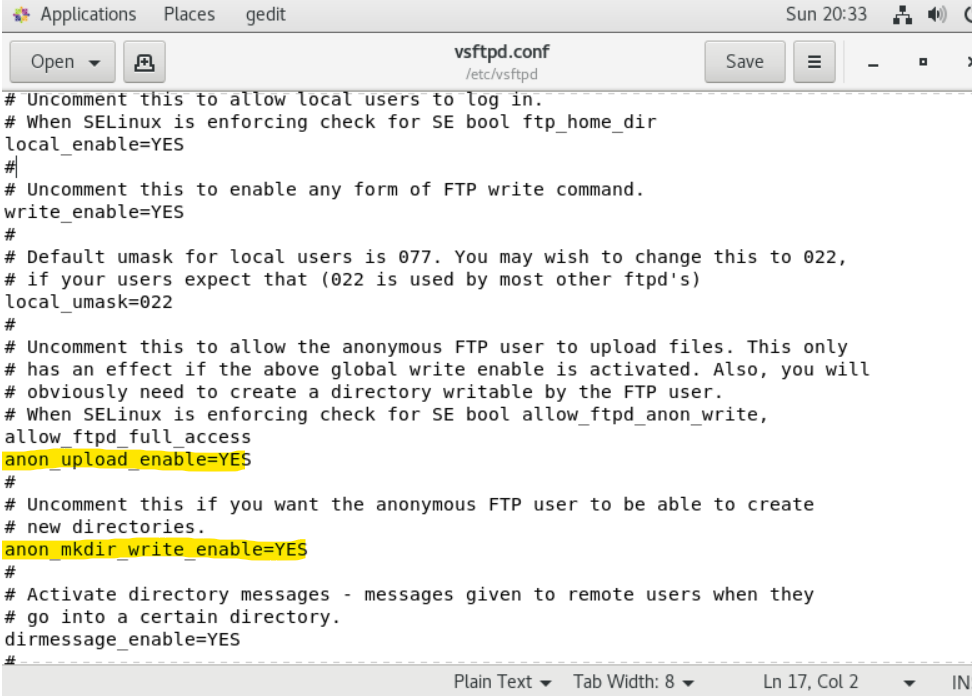 Applications Places gedit Sun 20:33
Open vsftpd.conf Save
/etc/vsftpd
# Uncomment this to allow local users to log in.
# When SELinux is enforcing check for SE bool ftp_home_dir
local_enable=YES
#
# Uncomment this to enable any form of FTP write command.
write_enable=YES
#
# Default umask for local users is 077. You may wish to change this to 022,
# if your users expect that (022 is used by most other ftpd's)
local_umask=022
#
# Uncomment this to allow the anonymous FTP user to upload files. This only
# has an effect if the above global write enable is activated. Also, you will
# obviously need to create a directory writable by the FTP user.
# When SELinux is enforcing check for SE bool allow_ftpd_anon_write,
allow_ftpd_full_access
anon_upload_enable=YES
#
# Uncomment this if you want the anonymous FTP user to be able to create
# new directories.
anon_mkdir_write_enable=YES
#
# Activate directory messages - messages given to remote users when they
# go into a certain directory.
dirmessage_enable=YES
#
Plain Text Tab Width: 8 Ln 17, Col 2 IN